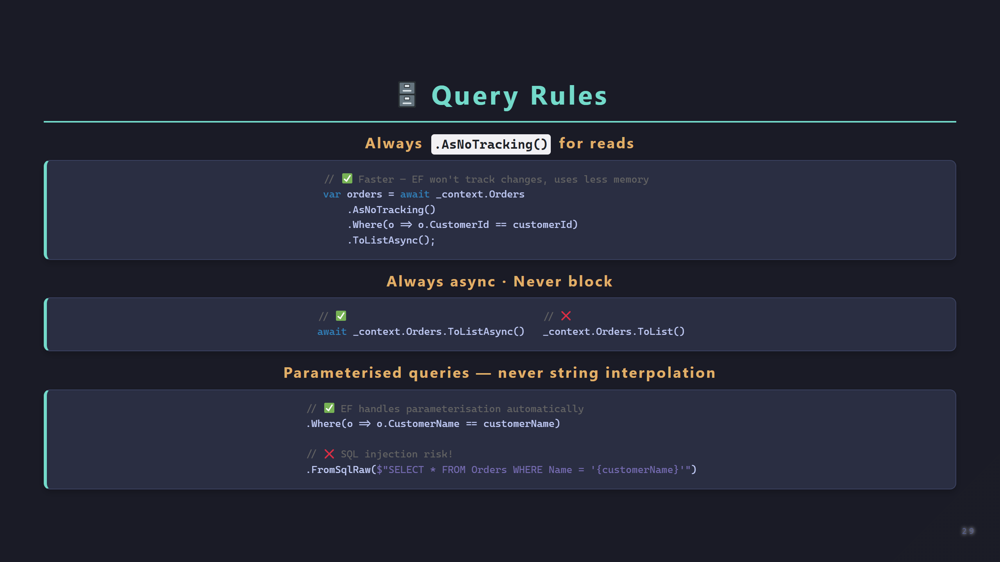 🗄️ Query Rules
Always .AsNoTracking() for reads
// ✅ Faster — EF won't track changes, uses less memory
var orders = await _context.Orders
    .AsNoTracking()
    .Where(o => o.CustomerId == customerId)
    .ToListAsync();
Always async · Never block
// ✅                                  // ❌
await _context.Orders.ToListAsync()   _context.Orders.ToList()
Parameterised queries — never string interpolation
// ✅ EF handles parameterisation automatically
.Where(o => o.CustomerName == customerName)
// ❌ SQL injection risk!
.FromSqlRaw($"SELECT * FROM Orders WHERE Name = '{customerName}'")
29